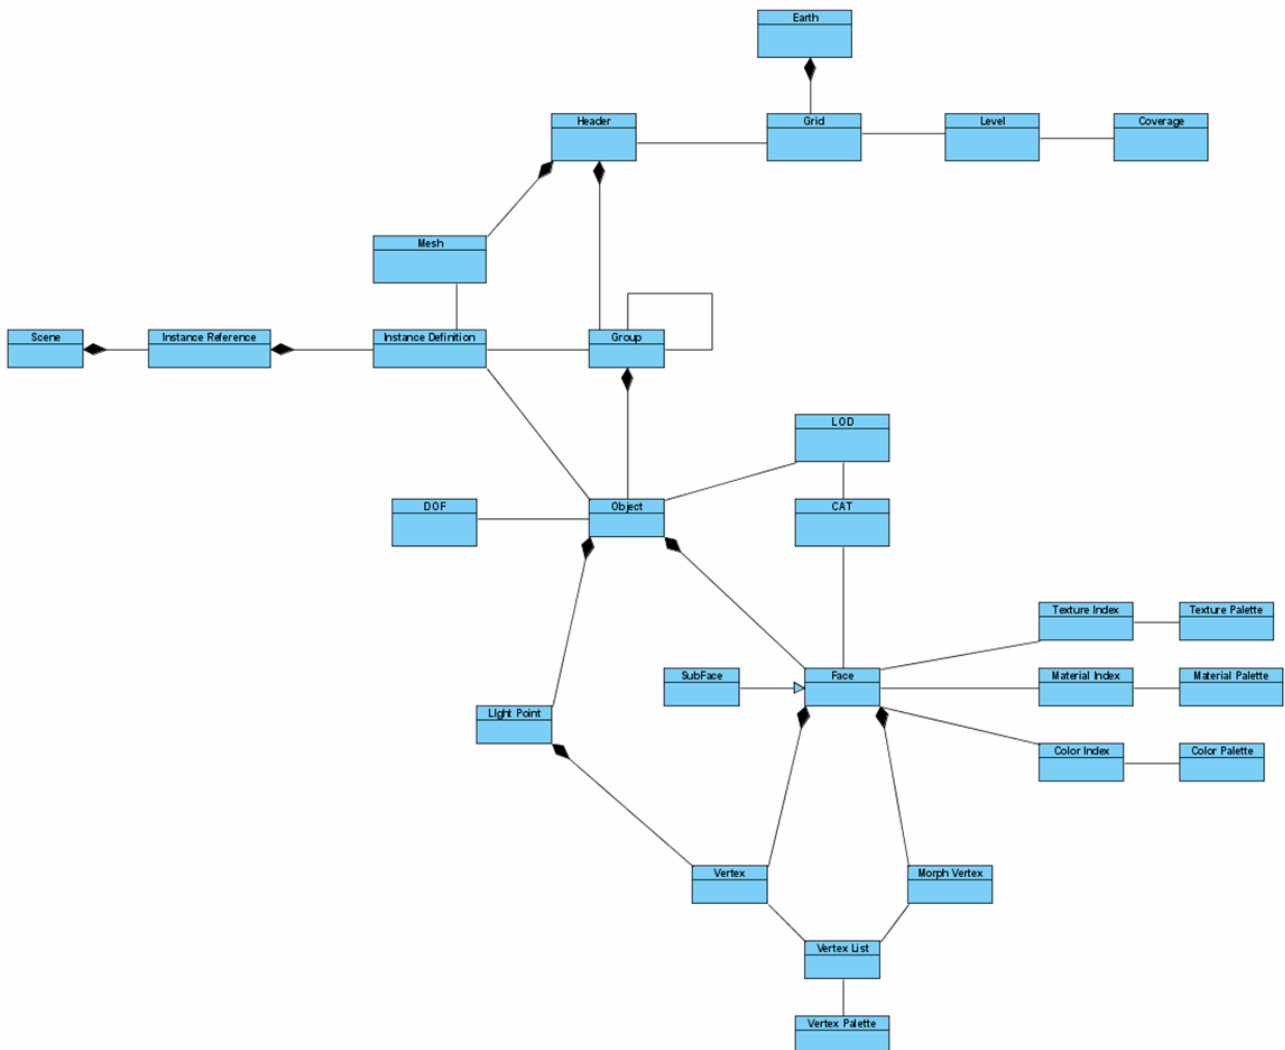 Earth
Header
Grid
Level
Coverage
Mesh
Scene
Instance Reference
Instance Definition
Group
LOD
DOF
Object
CAT
Texture Index
Texture Palette
SubFace
Face
Material Index
Material Palette
LIght Point
Color Index
Color Palette
Vertex
Morph Vertex
Vertex List
Vertex Palette